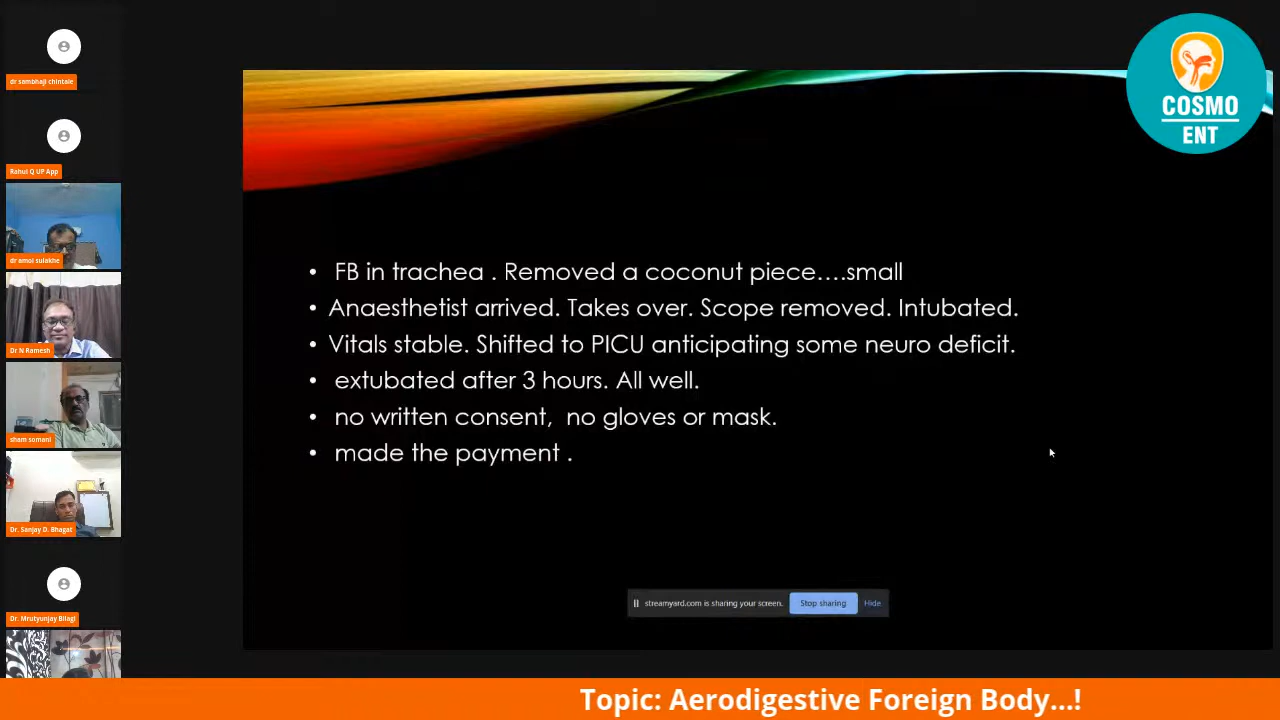 dr sambhaji chintale
Rahus Q UP App
dr amol sulakhe
Dr N Ramesh
sham somani
Dr. Sanjay D. Bhagat
Dr. Mrutyunjay Bilagi
COSMO
ENT
• FB in trachea . Removed a coconut piece....small
• Anaesthetist arrived. Takes over. Scope removed. Intubated.
• Vitals stable. Shifted to PICU anticipating some neuro deficit.
• extubated after 3 hours. All well.
• no written consent, no gloves or mask.
• made the payment .
streamyard.com is sharing your screen. Stop sharing Hide
Topic: Aerodigestive Foreign Body...!